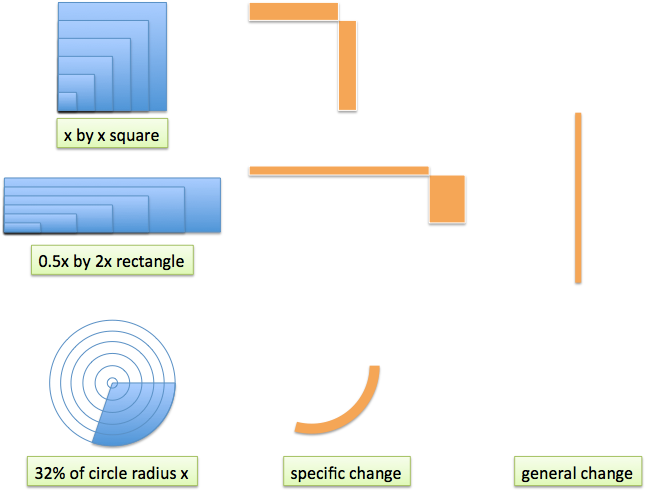 x by x square
0.5x by 2x rectangle
32% of circle radius x
specific change
general change